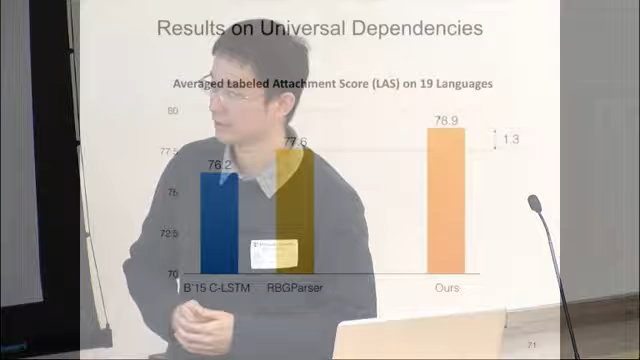 Results on Universal Dependencies
Averaged Labeled Attachment Score (LAS) on 19 Languages
80
77.5
75
72.5
70
76.2
77.6
78.9
1.3
B'15 C-LSTM
RBGParser
Ours
71